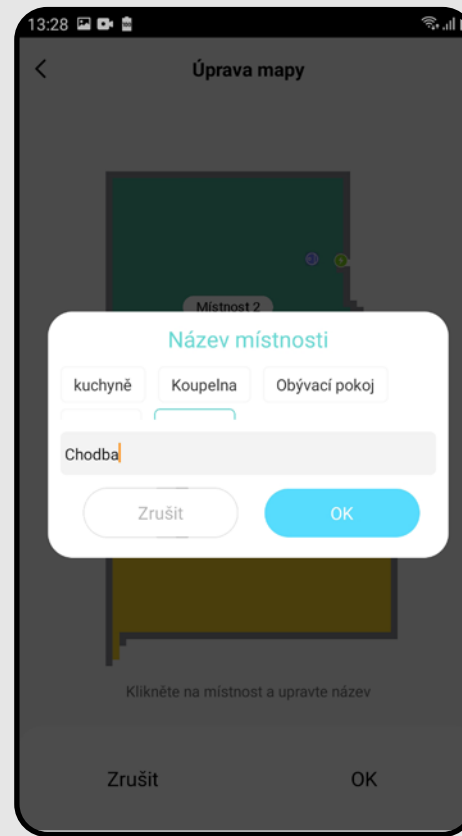 13:28
Úprava mapy
Místnost 2
Název místnosti
kuchyně Koupelna Obývací pokoj
Chodba
Zrušit OK
Klikněte na místnost a upravte název
Zrušit OK